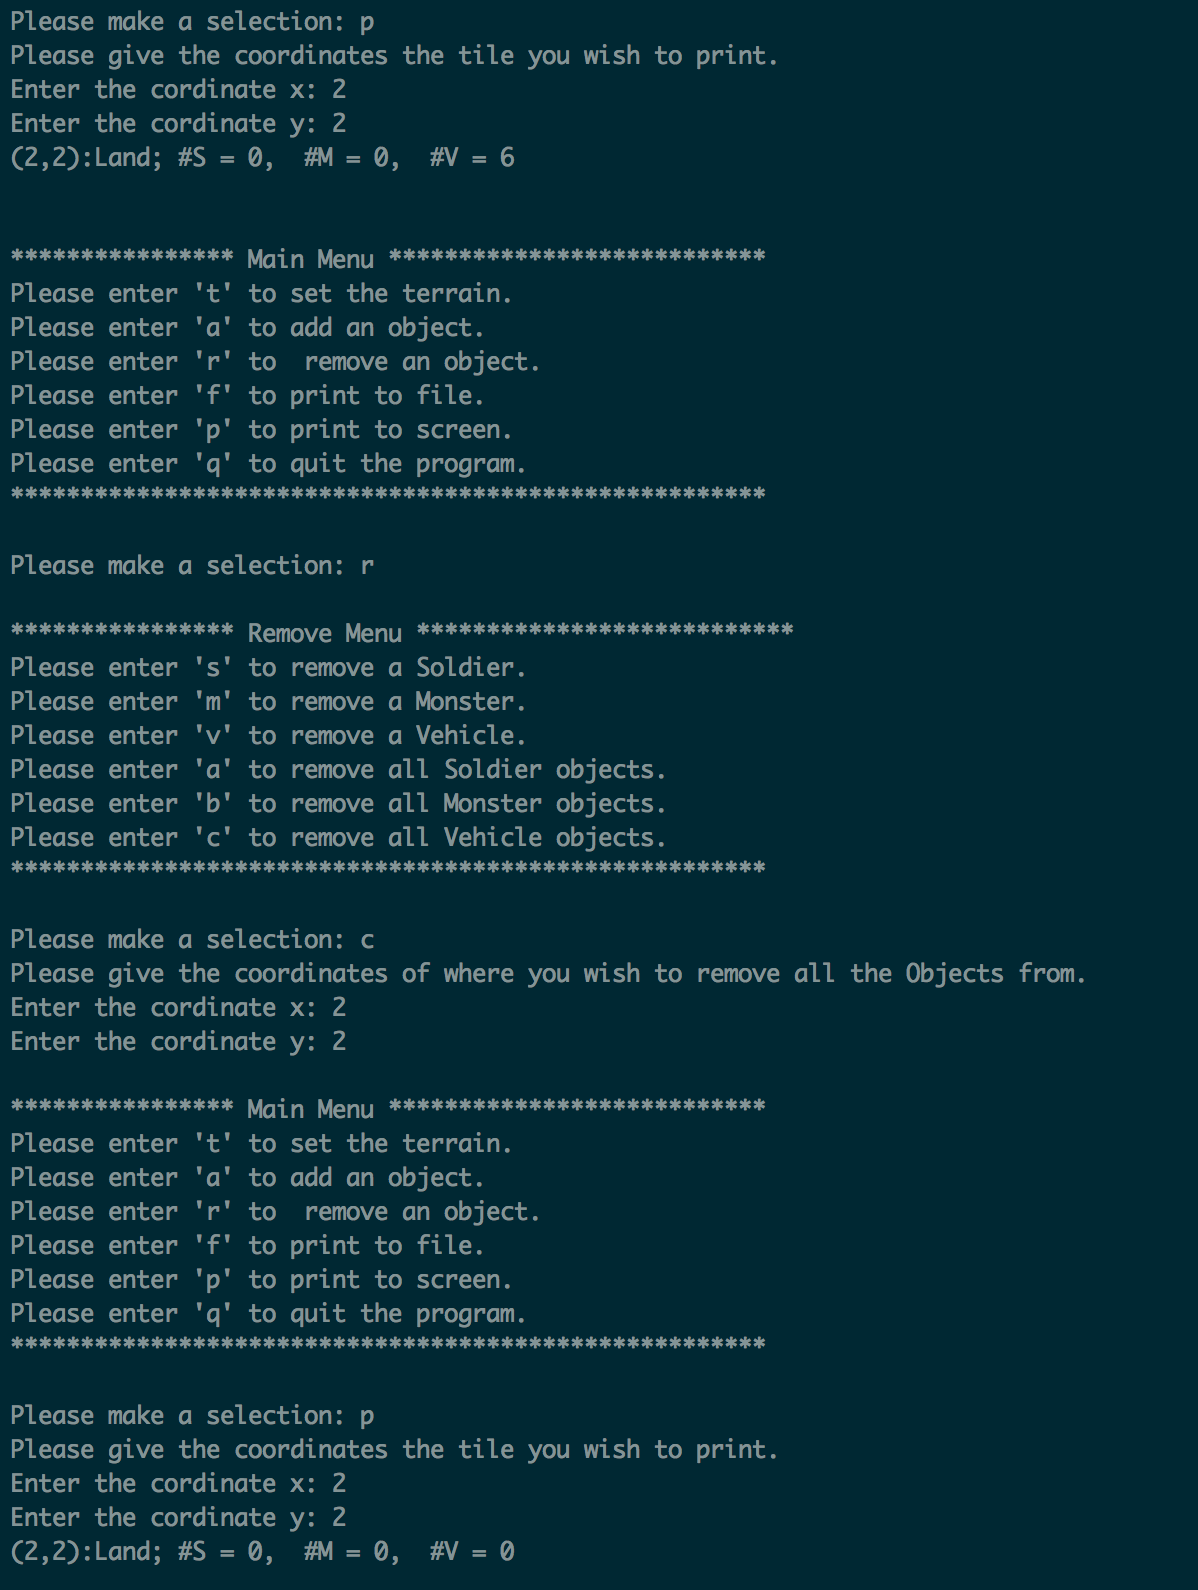 Please make a selection: p
Please give the coordinates the tile you wish to print.
Enter the cordinate x: 2
Enter the cordinate y: 2
(2,2):Land; #S = 0,  #M = 0,  #V = 6
**************** Main Menu ***************************
Please enter 't' to set the terrain.
Please enter 'a' to add an object.
Please enter 'r' to  remove an object.
Please enter 'f' to print to file.
Please enter 'p' to print to screen.
Please enter 'q' to quit the program.
******************************************************
Please make a selection: r
**************** Remove Menu ***************************
Please enter 's' to remove a Soldier.
Please enter 'm' to remove a Monster.
Please enter 'v' to remove a Vehicle.
Please enter 'a' to remove all Soldier objects.
Please enter 'b' to remove all Monster objects.
Please enter 'c' to remove all Vehicle objects.
******************************************************
Please make a selection: c
Please give the coordinates of where you wish to remove all the Objects from.
Enter the cordinate x: 2
Enter the cordinate y: 2
**************** Main Menu ***************************
Please enter 't' to set the terrain.
Please enter 'a' to add an object.
Please enter 'r' to  remove an object.
Please enter 'f' to print to file.
Please enter 'p' to print to screen.
Please enter 'q' to quit the program.
******************************************************
Please make a selection: p
Please give the coordinates the tile you wish to print.
Enter the cordinate x: 2
Enter the cordinate y: 2
(2,2):Land; #S = 0,  #M = 0,  #V = 0